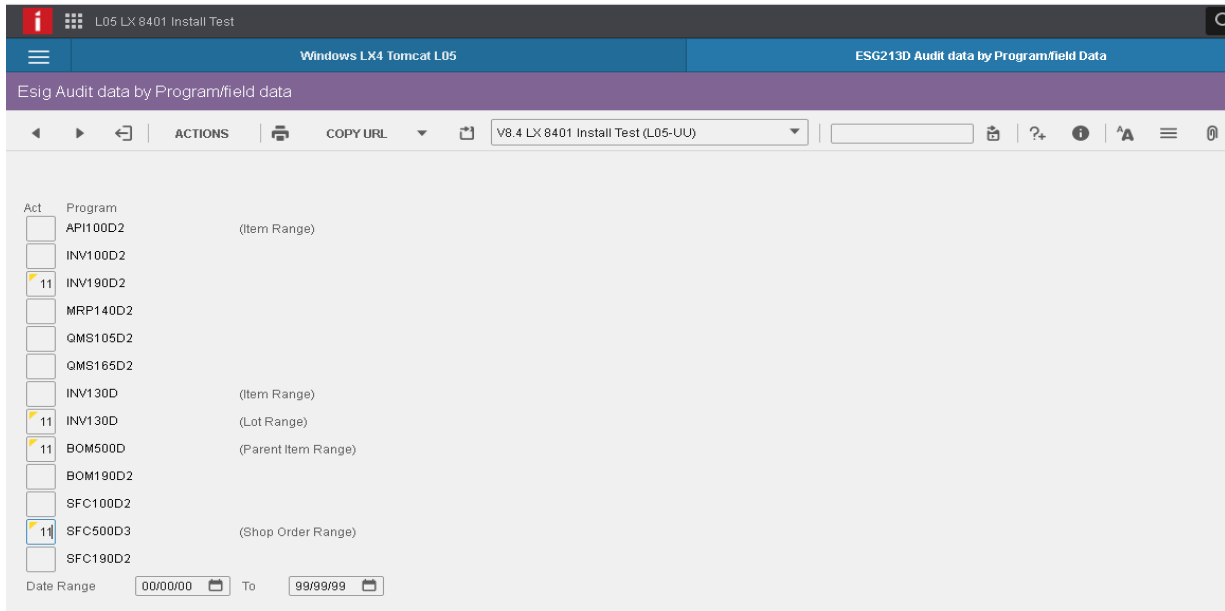 L05 LX 8401 Install Test
Windows LX4 Tomcat L05 ESG213D Audit data by Program/field Data
Esig Audit data by Program/field data
ACTIONS COPY URL V8.4 LX 8401 Install Test (L05-UU)
Act Program
API100D2 (Item Range)
INV100D2
11 INV190D2
MRP140D2
QMS105D2
QMS165D2
INV130D (Item Range)
11 INV130D (Lot Range)
11 BOM500D (Parent Item Range)
BOM190D2
SFC100D2
11 SFC500D3 (Shop Order Range)
SFC190D2
Date Range 00/00/00 To 99/99/99